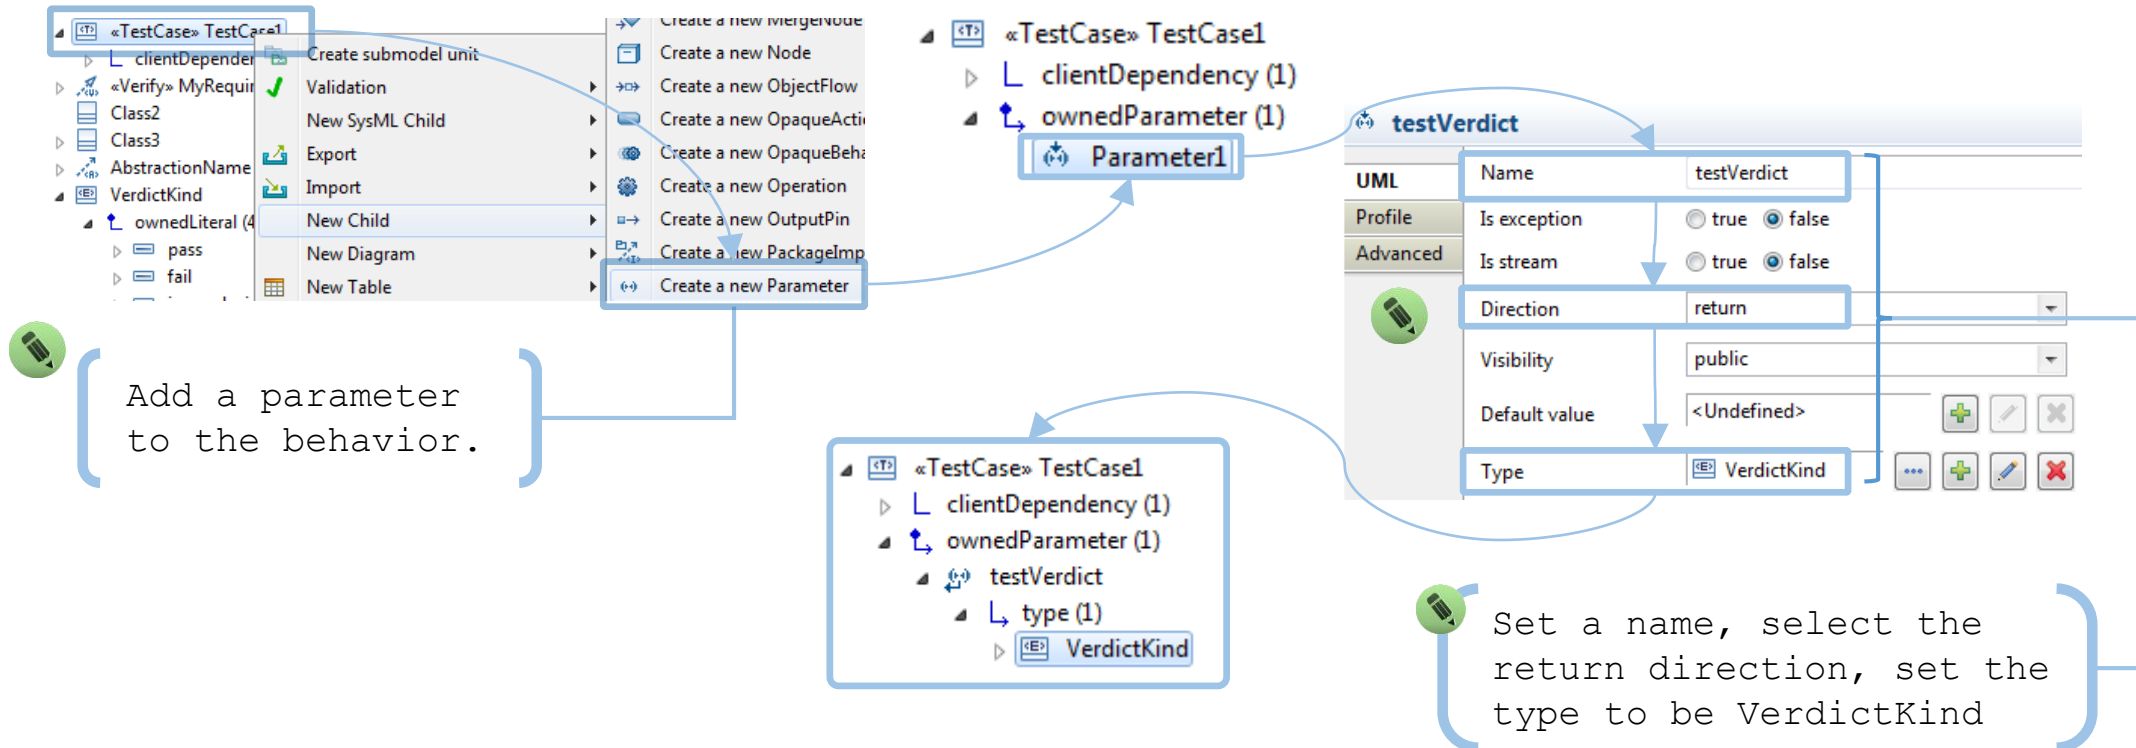 «TestCase» TestCase1
clientDepender
«Verify» MyRequir
Class2
Class3
AbstractionName
VerdictKind
ownedLiteral (4
pass
fail
Create submodel unit
Validation
New SysML Child
Export
Import
New Child
New Diagram
New Table
Create a new MergeNode
Create a new Node
Create a new ObjectFlow
Create a new OpaqueActi
Create a new OpaqueBeha
Create a new Operation
Create a new OutputPin
Create a new PackageImp
Create a new Parameter
Add a parameter
to the behavior.
«TestCase» TestCase1
clientDependency (1)
ownedParameter (1)
Parameter1
testVerdict
UML
Profile
Advanced
Name testVerdict
Is exception true false
Is stream true false
Direction return
Visibility public
Default value <Undefined>
Type VerdictKind
«TestCase» TestCase1
clientDependency (1)
ownedParameter (1)
testVerdict
type (1)
VerdictKind
Set a name, select the
return direction, set the
type to be VerdictKind